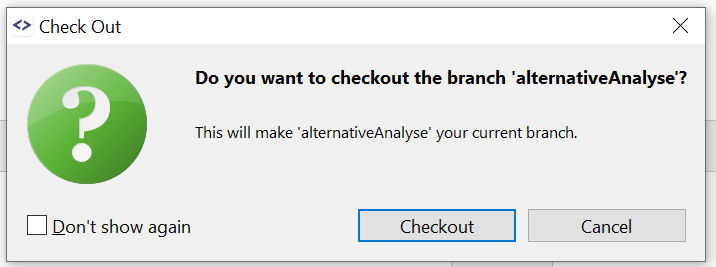 Check Out
Do you want to checkout the branch 'alternativeAnalyse'?
This will make 'alternativeAnalyse' your current branch.
Don't show again
Checkout
Cancel